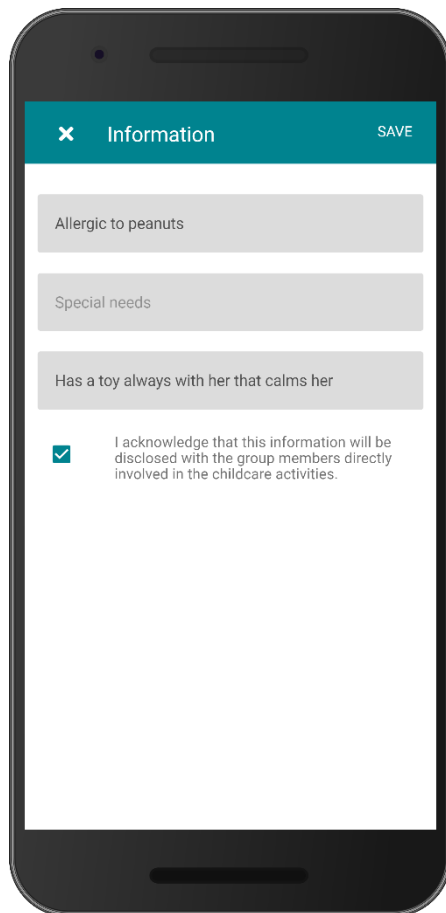 Information
SAVE
Allergic to peanuts
Special needs
Has a toy always with her that calms her
I acknowledge that this information will be
disclosed with the group members directly
involved in the childcare activities.